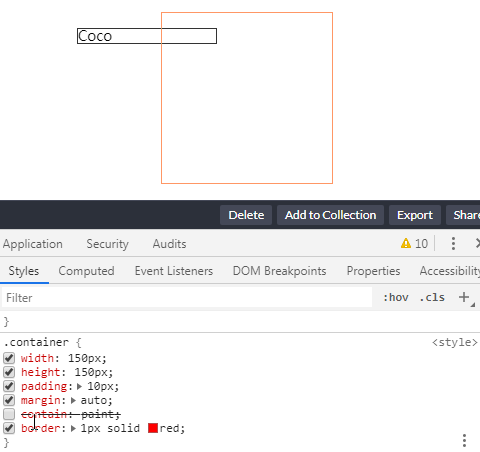 Coco
Delete Add to Collection Export Share
Application Security Audits 10
Styles Computed Event Listeners DOM Breakpoints Properties Accessibility
Filter :hov .cls +
}
.container { <style>
width: 150px;
height: 150px;
padding: 10px;
margin: auto;
contain: paint;
border: 1px solid red;
}